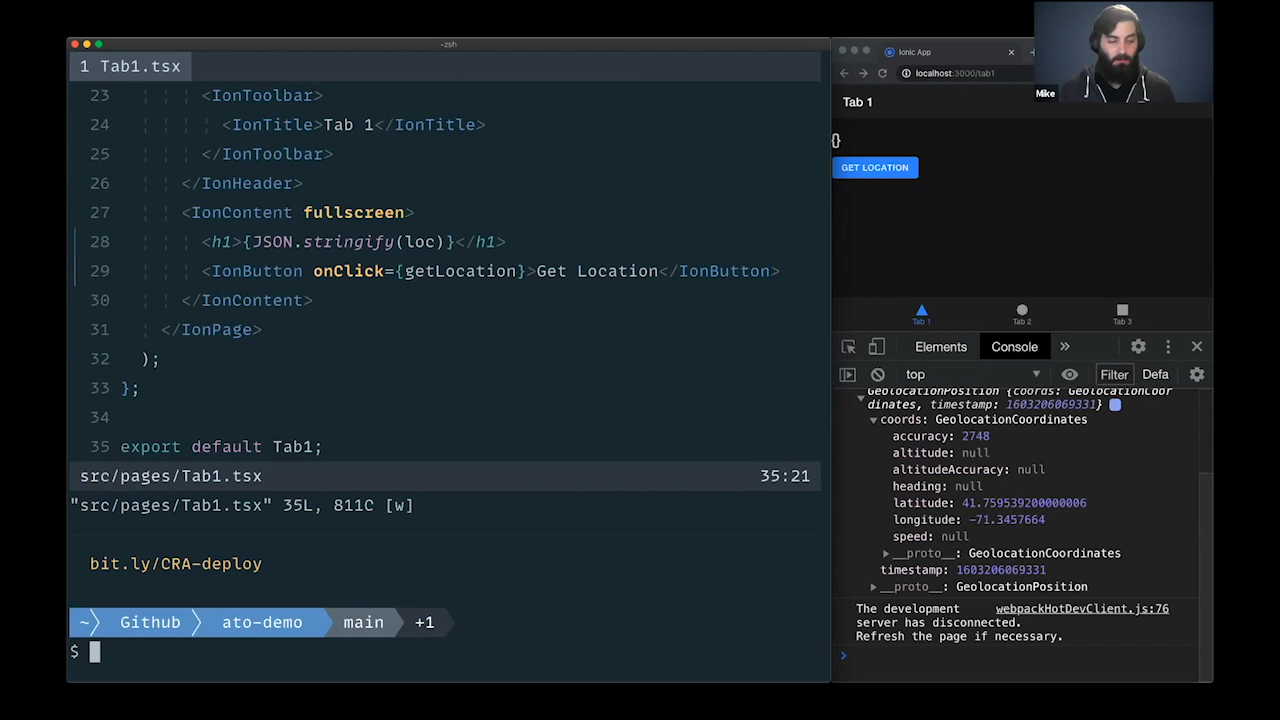 -zsh
1 Tab1.tsx
23 <IonToolbar>
24 <IonTitle>Tab 1</IonTitle>
25 </IonToolbar>
26 </IonHeader>
27 <IonContent fullscreen>
28 <h1>{JSON.stringify(loc)}</h1>
29 <IonButton onClick={getLocation}>Get Location</IonButton>
30 </IonContent>
31 </IonPage>
32 );
33 };
34
35 export default Tab1;
src/pages/Tab1.tsx 35:21
"src/pages/Tab1.tsx" 35L, 811C [w]
bit.ly/CRA-deploy
~ Github ato-demo main +1
$
Ionic App
localhost:3000/tab1
Mike
Tab 1
{}
GET LOCATION
Tab 1 Tab 2 Tab 3
Elements Console
top Filter Defa
GeolocationPosition {coords: GeolocationCoor
dinates, timestamp: 1603206069331}
coords: GeolocationCoordinates
accuracy: 2748
altitude: null
altitudeAccuracy: null
heading: null
latitude: 41.759539200000006
longitude: -71.3457664
speed: null
__proto__: GeolocationCoordinates
timestamp: 1603206069331
__proto__: GeolocationPosition
The development webpackHotDevClient.js:76
server has disconnected.
Refresh the page if necessary.